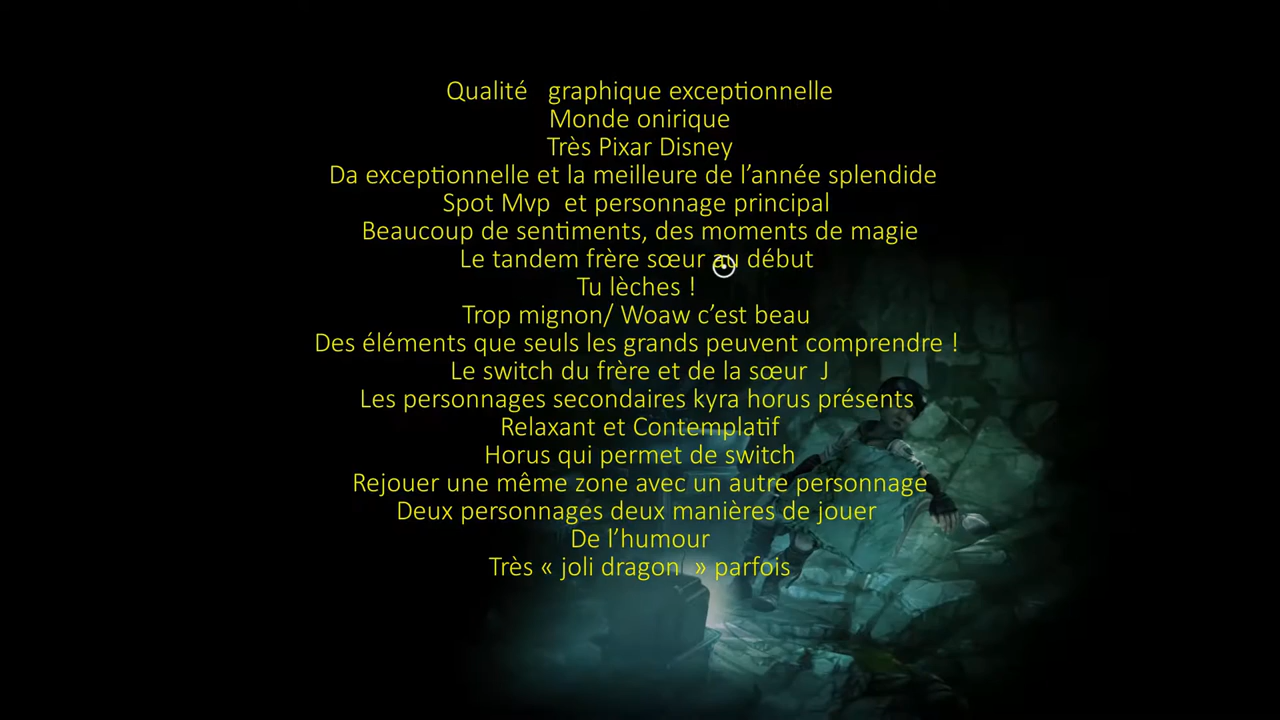 Qualité graphique exceptionnelle
Monde onirique
Très Pixar Disney
Da exceptionnelle et la meilleure de l’année splendide
Spot Mvp et personnage principal
Beaucoup de sentiments, des moments de magie
Le tandem frère sœur au début
Tu lèches !
Trop mignon/ Woaw c’est beau
Des éléments que seuls les grands peuvent comprendre !
Le switch du frère et de la sœur J
Les personnages secondaires kyra horus présents
Relaxant et Contemplatif
Horus qui permet de switch
Rejouer une même zone avec un autre personnage
Deux personnages deux manières de jouer
De l’humour
Très « joli dragon » parfois